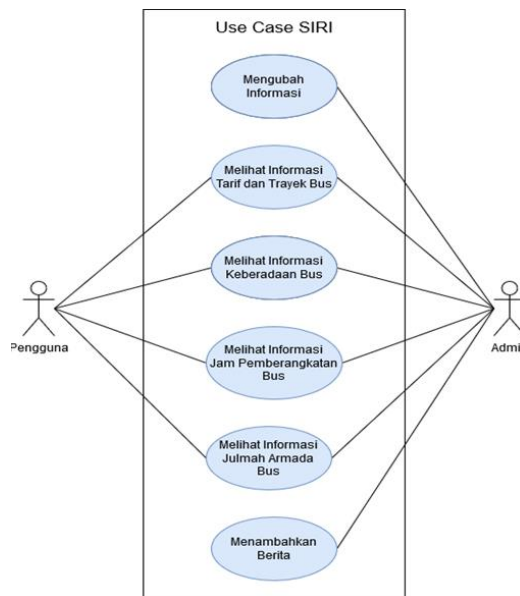 Use Case SIRI
Mengubah
Informasi
Melihat Informasi
Tarif dan Trayek Bus
Melihat Informasi
Keberadaan Bus
Pengguna
Admi
Melihat Informasi
Jam Pemberangkatan
Bus
Melihat Informasi
Julmah Armada
Bus
Menambahkan
Berita